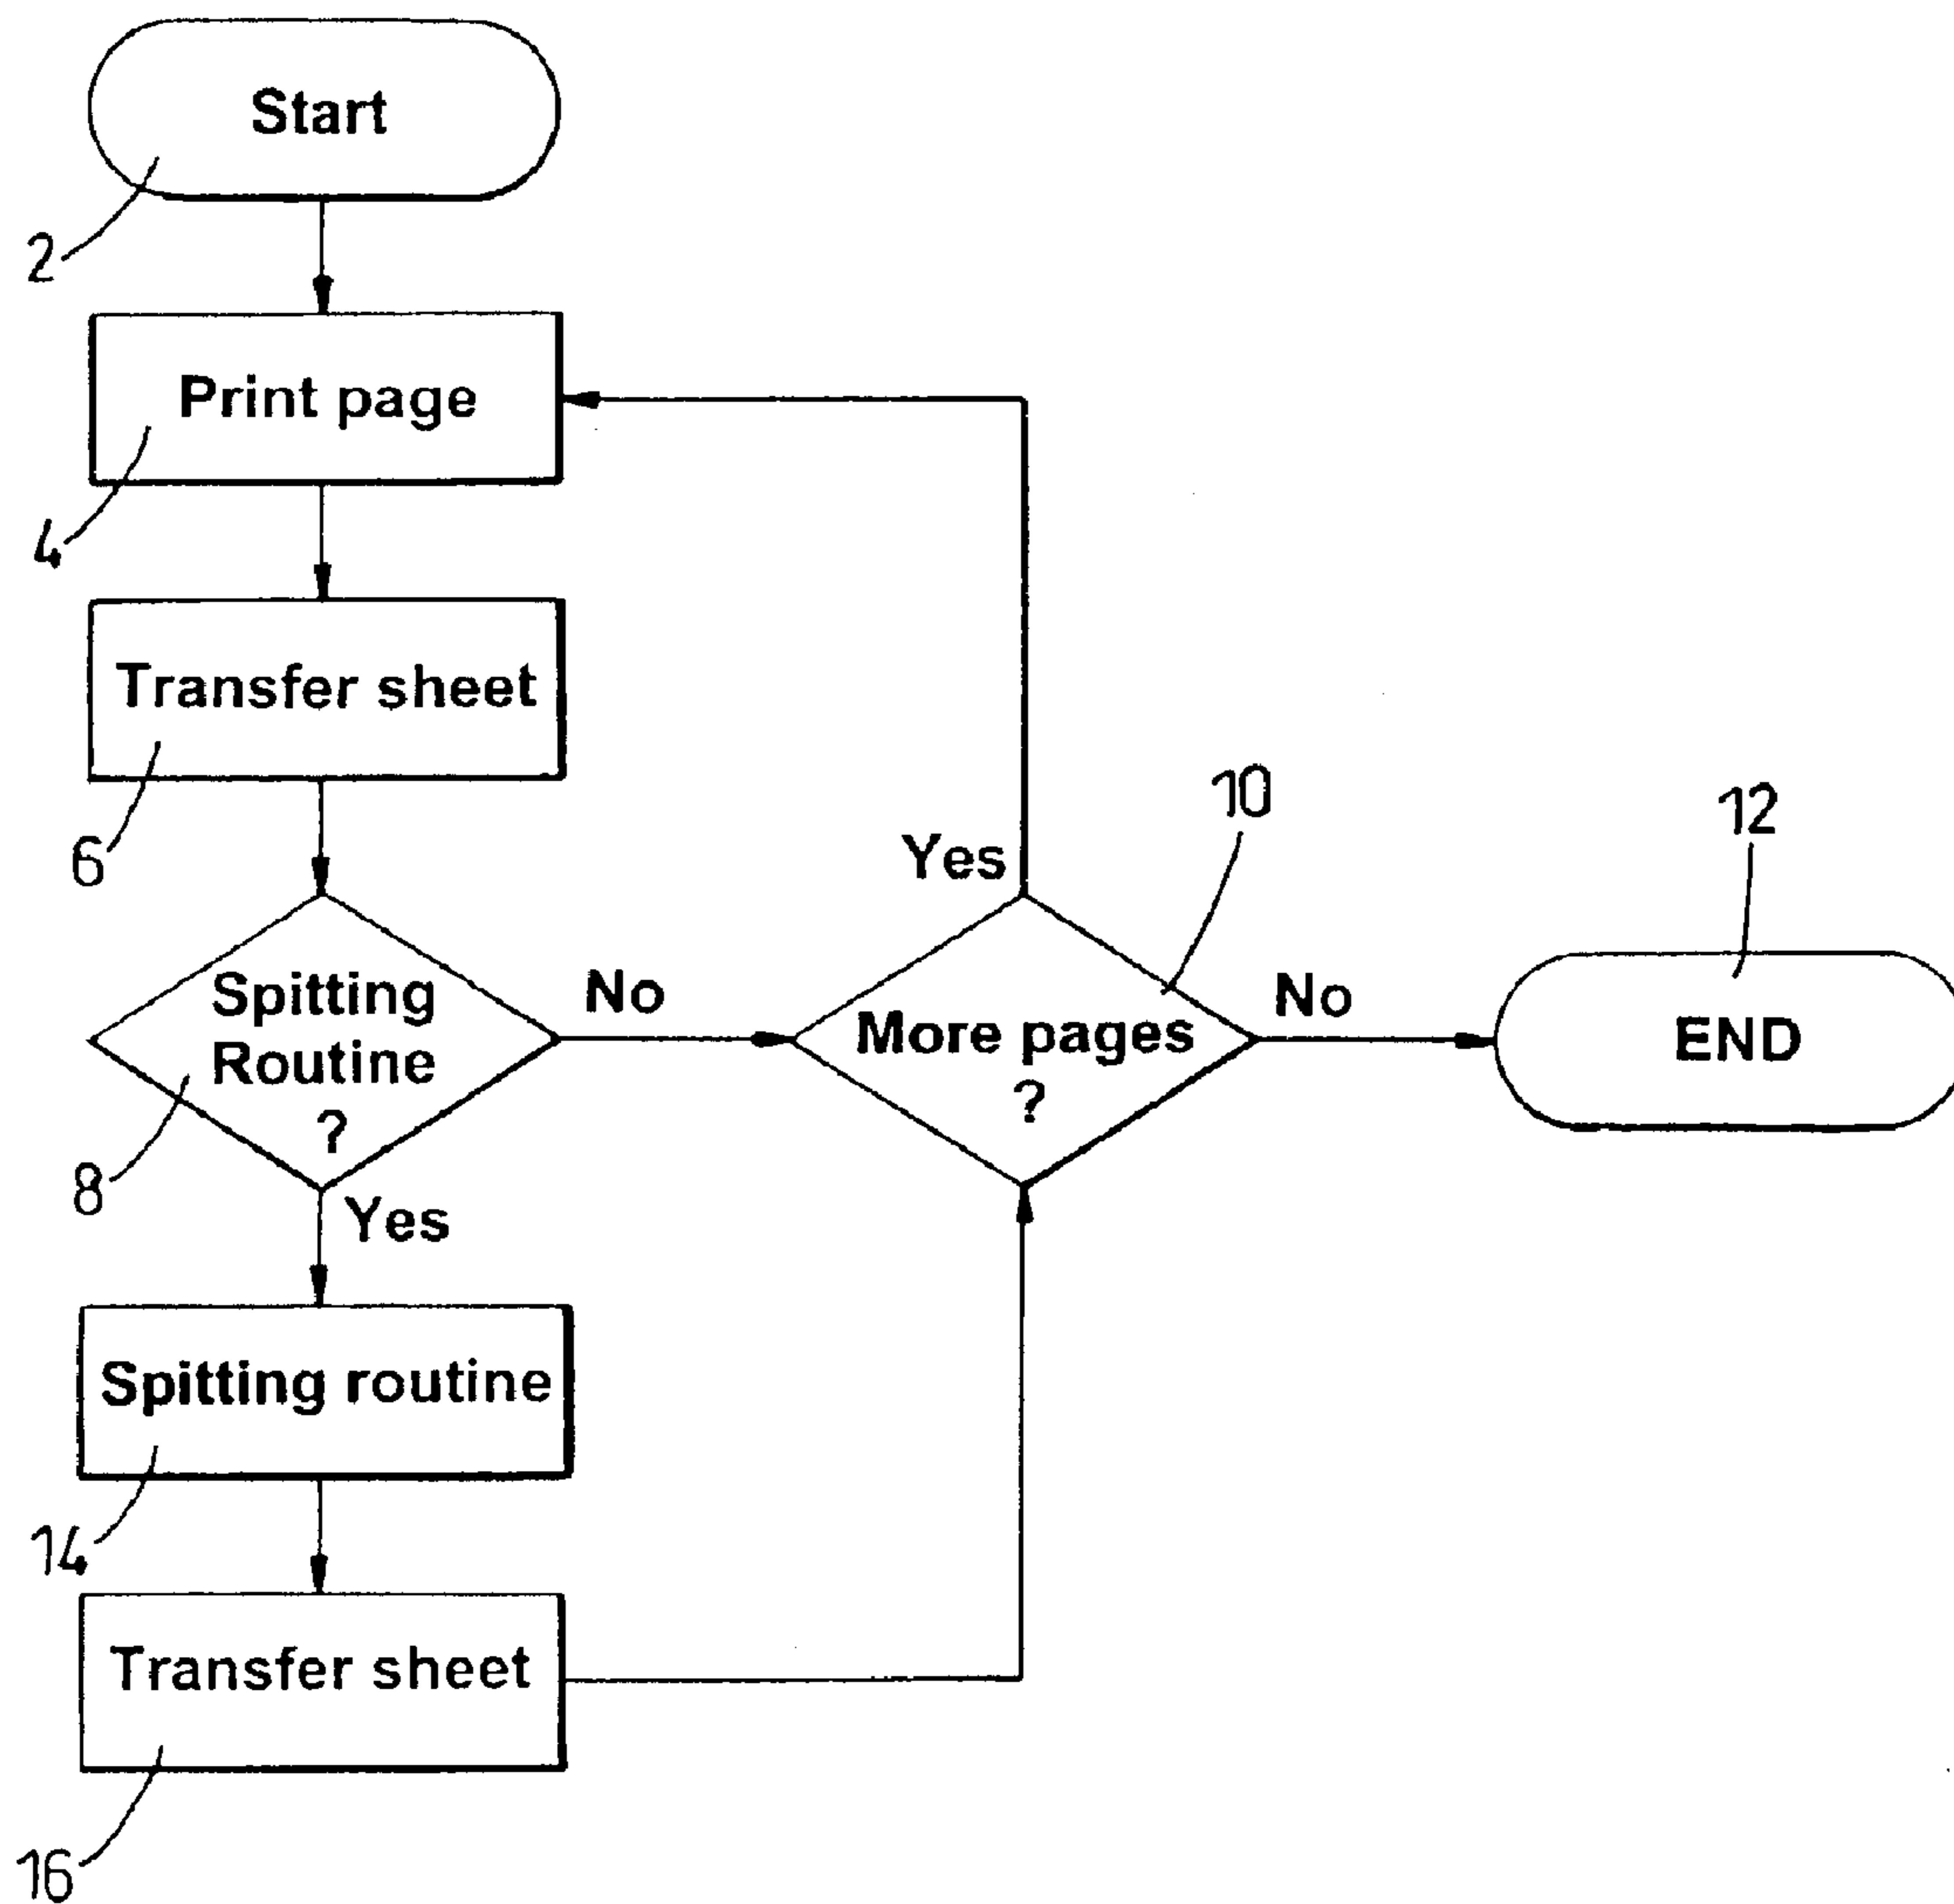 Start
2
Print page
4
Transfer sheet
6
Spitting
Routine
?
8
No
Yes
10
More pages
?
No
12
END
Yes
Spitting routine
14
Transfer sheet
16